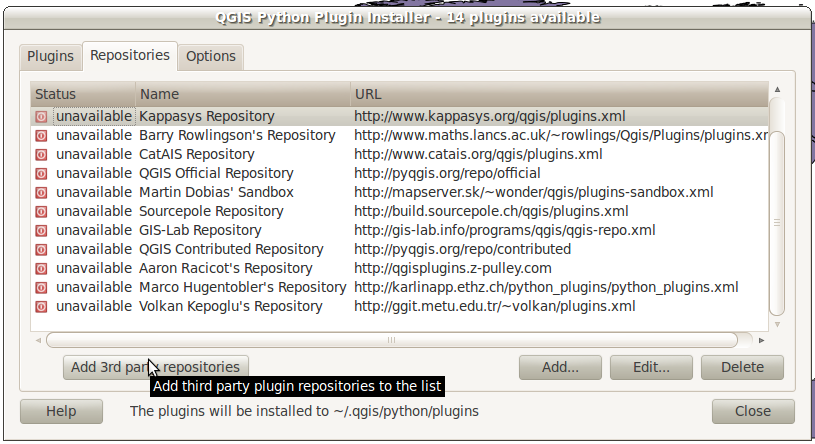 QGIS Python Plugin Installer - 14 plugins available
Plugins Repositories Options
Status Name URL
unavailable Kappasys Repository http://www.kappasys.org/qgis/plugins.xml
unavailable Barry Rowlingson's Repository http://www.maths.lancs.ac.uk/~rowlings/Qgis/Plugins/plugins.xr
unavailable CatAIS Repository http://www.catais.org/qgis/plugins.xml
unavailable QGIS Official Repository http://pyqgis.org/repo/official
unavailable Martin Dobias' Sandbox http://mapserver.sk/~wonder/qgis/plugins-sandbox.xml
unavailable Sourcepole Repository http://build.sourcepole.ch/qgis/plugins.xml
unavailable GIS-Lab Repository http://gis-lab.info/programs/qgis/qgis-repo.xml
unavailable QGIS Contributed Repository http://pyqgis.org/repo/contributed
unavailable Aaron Racicot's Repository http://qgisplugins.z-pulley.com
unavailable Marco Hugentobler's Repository http://karlinapp.ethz.ch/python_plugins/python_plugins.xml
unavailable Volkan Kepoglu's Repository http://ggit.metu.edu.tr/~volkan/plugins.xml
Add 3rd party repositories Add... Edit... Delete
Add third party plugin repositories to the list
Help The plugins will be installed to ~/.qgis/python/plugins Close